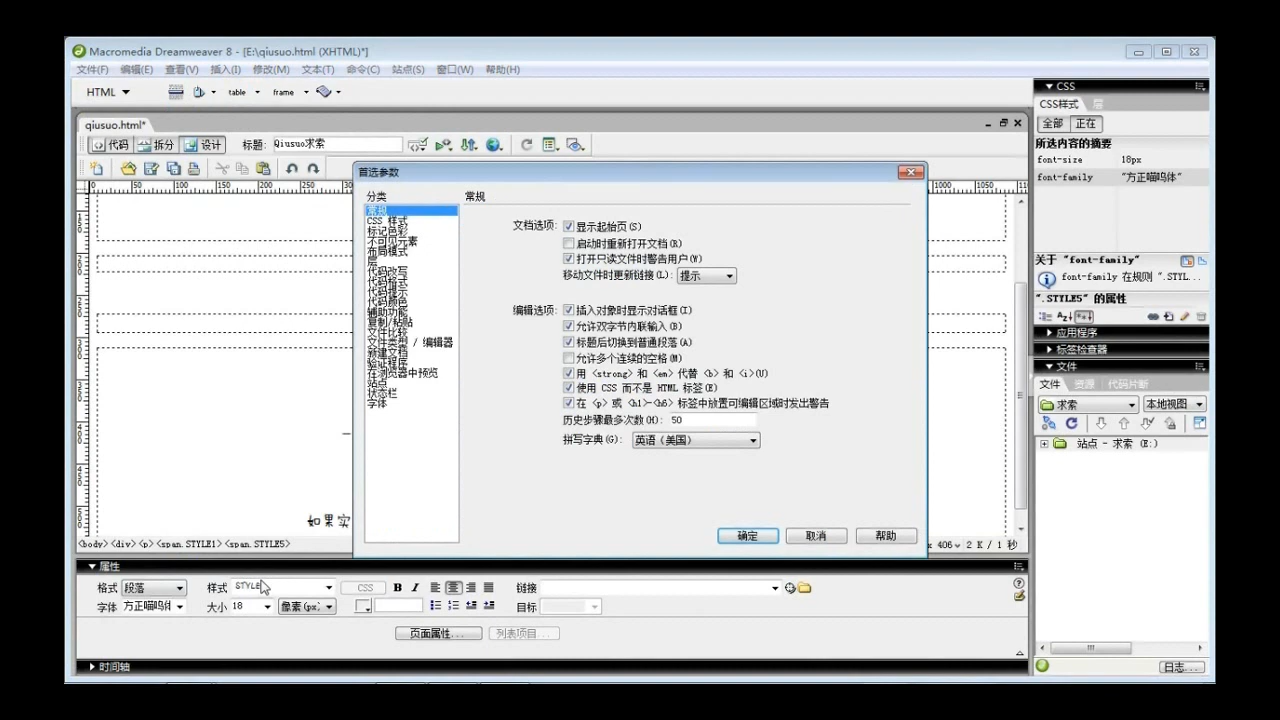 Macromedia Dreamweaver 8 - [E:\qiusuo.html (XHTML)*]
文件(F) 编辑(E) 查看(V) 插入(I) 修改(M) 文本(T) 命令(C) 站点(S) 窗口(W) 帮助(H)
HTML table frame
qiusuo.html*
代码 拆分 设计 标题: Qiusuo求索
0 50 100 150 200 250 1000 1050
如果实
<body><div><p><span.STYLE1><span.STYLE5>
406 2 K / 1 秒
首选参数
分类
常规
CSS 样式
标记色彩
不可见元素
布局模式
层
代码改写
代码格式
代码提示
代码颜色
辅助功能
复制/粘贴
文件比较
文件类型 / 编辑器
新建文档
验证程序
在浏览器中预览
站点
状态栏
字体
常规
文档选项: 显示起始页(S)
启动时重新打开文档(R)
打开只读文件时警告用户(W)
移动文件时更新链接(L): 提示
编辑选项: 插入对象时显示对话框(I)
允许双字节内联输入(B)
标题后切换到普通段落(A)
允许多个连续的空格(M)
用 <strong> 和 <em> 代替 <b> 和 <i>(U)
使用 CSS 而不是 HTML 标签(E)
在 <p> 或 <h1>-<h6> 标签中放置可编辑区域时发出警告
历史步骤最多次数(H): 50
拼写字典(G): 英语（美国）
确定 取消 帮助
CSS
CSS样式
全部 正在
所选内容的摘要
font-size 18px
font-family "方正喵呜体"
关于 "font-family"
font-family 在规则 ".STYL...
".STYLE5" 的属性
应用程序
标签检查器
文件
文件 资源 代码片断
求索 本地视图
站点 - 求索 (E:)
日志...
属性
格式 段落 样式 STYLE CSS B I 链接
字体 方正喵呜体 大小 18 像素(px) 目标
页面属性... 列表项目...
时间轴